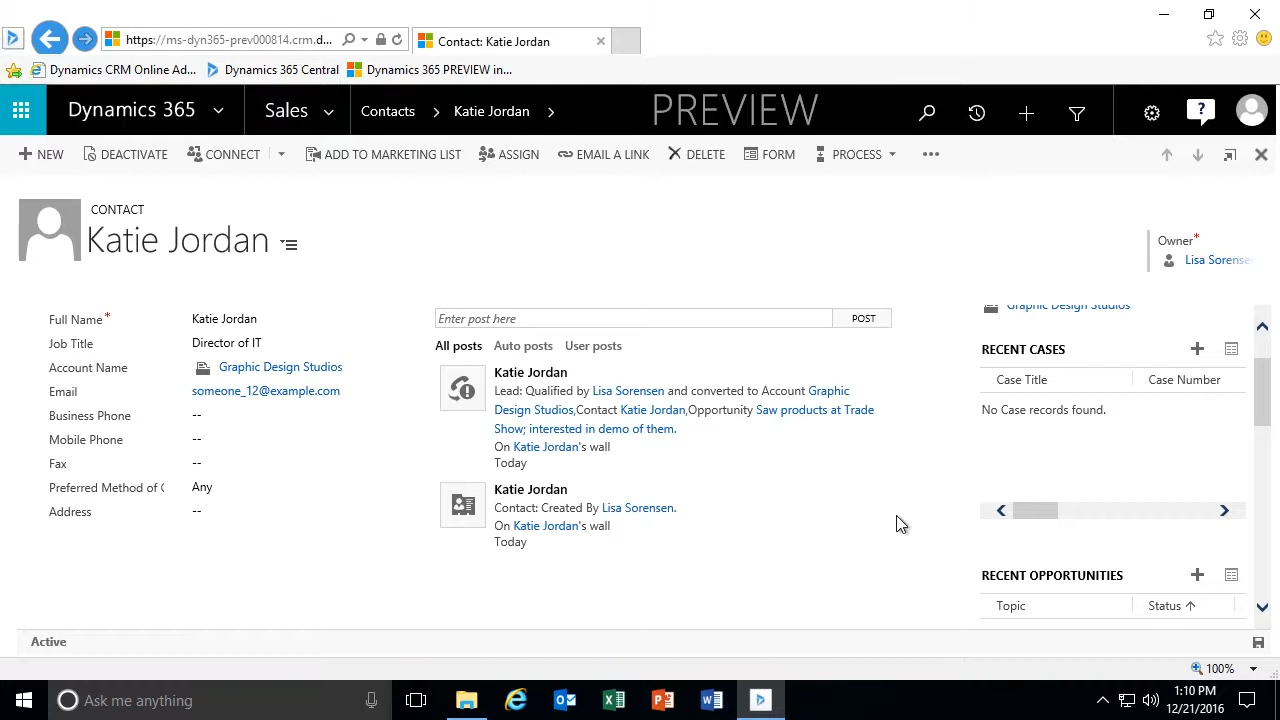 https://ms-dyn365-prev000814.crm.d...
Contact: Katie Jordan
Dynamics CRM Online Ad...
Dynamics 365 Central
Dynamics 365 PREVIEW in...
Dynamics 365
Sales
Contacts
Katie Jordan
PREVIEW
?
NEW
DEACTIVATE
CONNECT
ADD TO MARKETING LIST
ASSIGN
EMAIL A LINK
DELETE
FORM
PROCESS
CONTACT
Katie Jordan
Owner*
Lisa Sorensen
Full Name* Katie Jordan
Job Title Director of IT
Account Name Graphic Design Studios
Email someone_12@example.com
Business Phone --
Mobile Phone --
Fax --
Preferred Method of C Any
Address --
Enter post here
POST
All posts Auto posts User posts
Katie Jordan
Lead: Qualified by Lisa Sorensen and converted to Account Graphic
Design Studios,Contact Katie Jordan,Opportunity Saw products at Trade
Show; interested in demo of them.
On Katie Jordan's wall
Today
Katie Jordan
Contact: Created By Lisa Sorensen.
On Katie Jordan's wall
Today
Graphic Design Studios
RECENT CASES
Case Title Case Number
No Case records found.
RECENT OPPORTUNITIES
Topic Status
Active
100%
Ask me anything
1:10 PM
12/21/2016